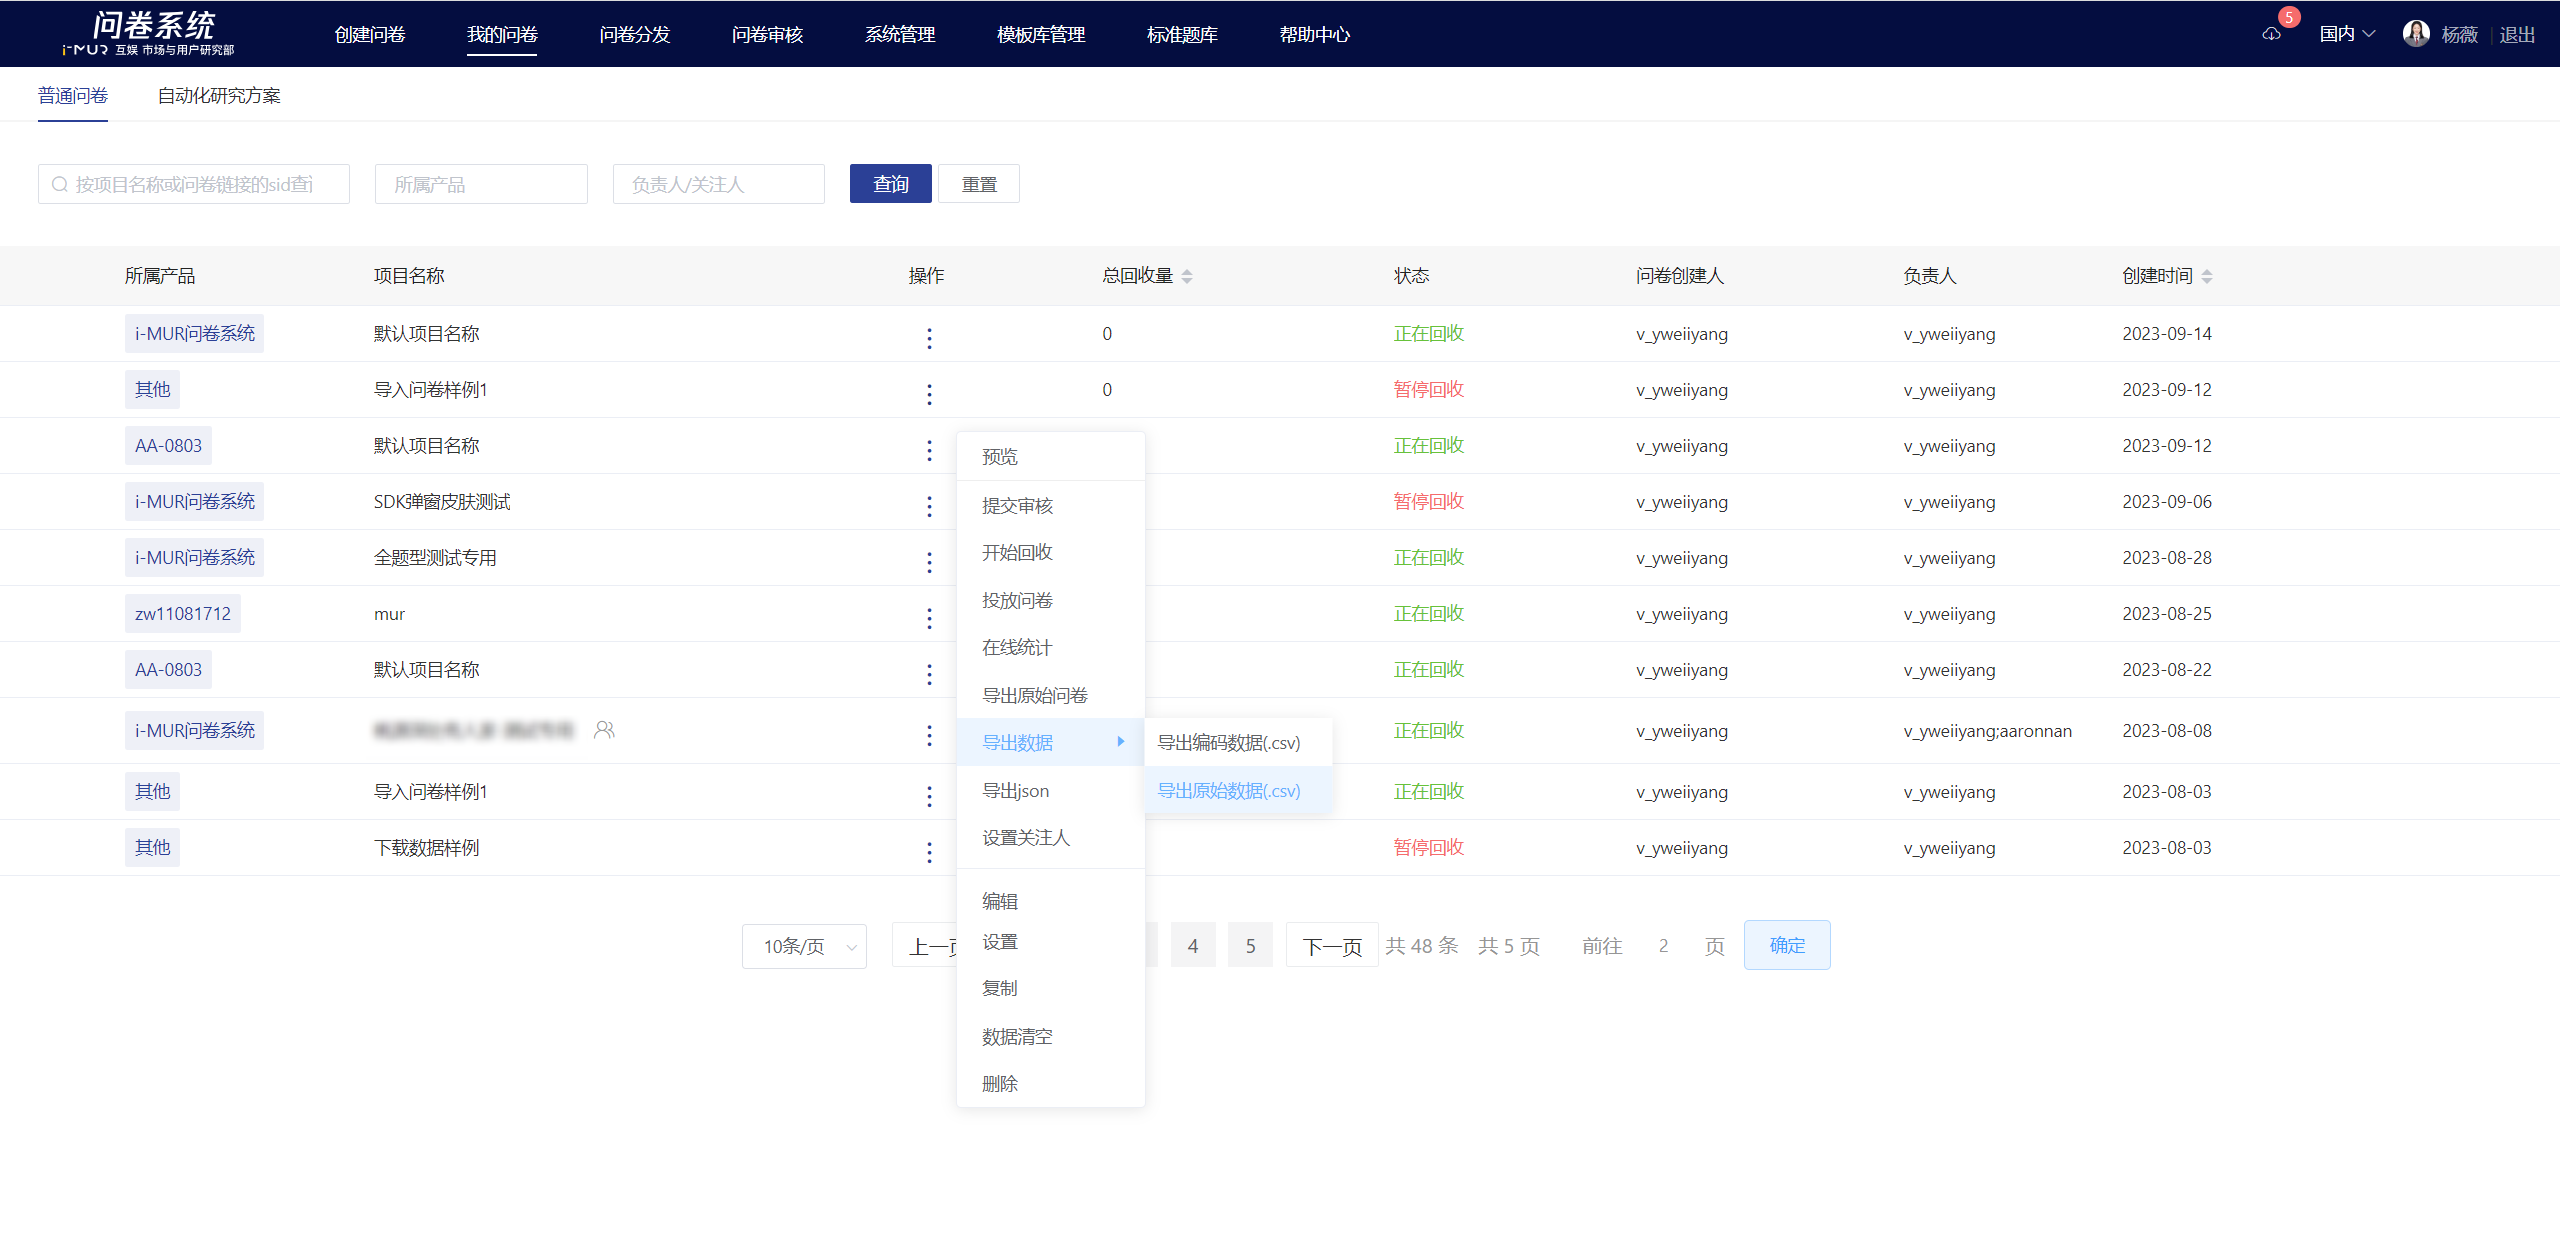 问卷系统
i-MUR 互娱 市场与用户研究部
创建问卷 我的问卷 问卷分发 问卷审核 系统管理 模板库管理 标准题库 帮助中心 5 国内 杨薇 退出
普通问卷 自动化研究方案
按项目名称或问卷链接的sid查 所属产品 负责人/关注人 查询 重置
所属产品 项目名称 操作 总回收量 状态 问卷创建人 负责人 创建时间
i-MUR问卷系统 默认项目名称 0 正在回收 v_yweiiyang v_yweiiyang 2023-09-14
其他 导入问卷样例1 0 暂停回收 v_yweiiyang v_yweiiyang 2023-09-12
AA-0803 默认项目名称 正在回收 v_yweiiyang v_yweiiyang 2023-09-12
i-MUR问卷系统 SDK弹窗皮肤测试 暂停回收 v_yweiiyang v_yweiiyang 2023-09-06
i-MUR问卷系统 全题型测试专用 正在回收 v_yweiiyang v_yweiiyang 2023-08-28
zw11081712 mur 正在回收 v_yweiiyang v_yweiiyang 2023-08-25
AA-0803 默认项目名称 正在回收 v_yweiiyang v_yweiiyang 2023-08-22
i-MUR问卷系统 正在回收 v_yweiiyang v_yweiiyang;aaronnan 2023-08-08
其他 导入问卷样例1 正在回收 v_yweiiyang v_yweiiyang 2023-08-03
其他 下载数据样例 暂停回收 v_yweiiyang v_yweiiyang 2023-08-03
预览
提交审核
开始回收
投放问卷
在线统计
导出原始问卷
导出数据
导出编码数据(.csv)
导出原始数据(.csv)
导出json
设置关注人
编辑
设置
复制
数据清空
删除
10条/页 上一页 4 5 下一页 共 48 条 共 5 页 前往 2 页 确定